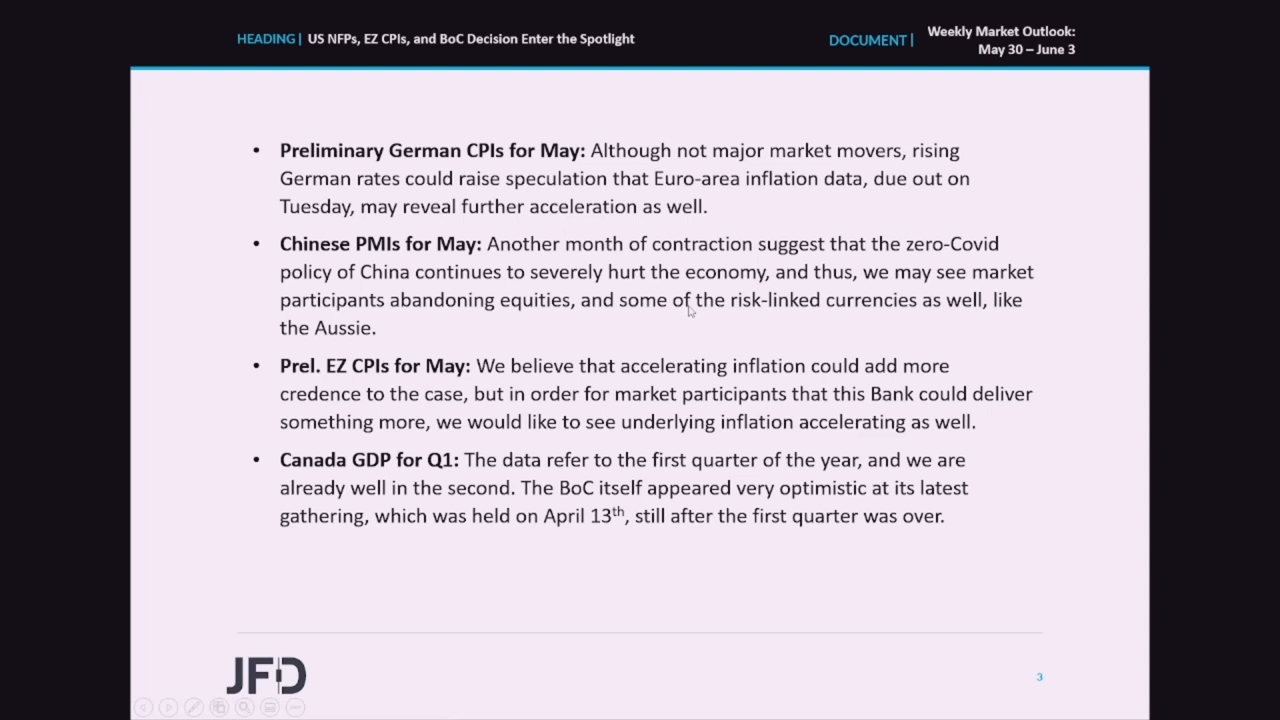 HEADING | US NFPs, EZ CPIs, and BoC Decision Enter the Spotlight
DOCUMENT | Weekly Market Outlook:
May 30 – June 3
• Preliminary German CPIs for May: Although not major market movers, rising
German rates could raise speculation that Euro-area inflation data, due out on
Tuesday, may reveal further acceleration as well.
• Chinese PMIs for May: Another month of contraction suggest that the zero-Covid
policy of China continues to severely hurt the economy, and thus, we may see market
participants abandoning equities, and some of the risk-linked currencies as well, like
the Aussie.
• Prel. EZ CPIs for May: We believe that accelerating inflation could add more
credence to the case, but in order for market participants that this Bank could deliver
something more, we would like to see underlying inflation accelerating as well.
• Canada GDP for Q1: The data refer to the first quarter of the year, and we are
already well in the second. The BoC itself appeared very optimistic at its latest
gathering, which was held on April 13th, still after the first quarter was over.
JFD
3